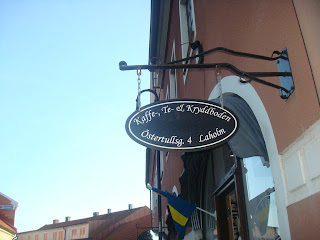 Kaffe-, Te- & Kryddboden
Östertullsg. 4 Laholm